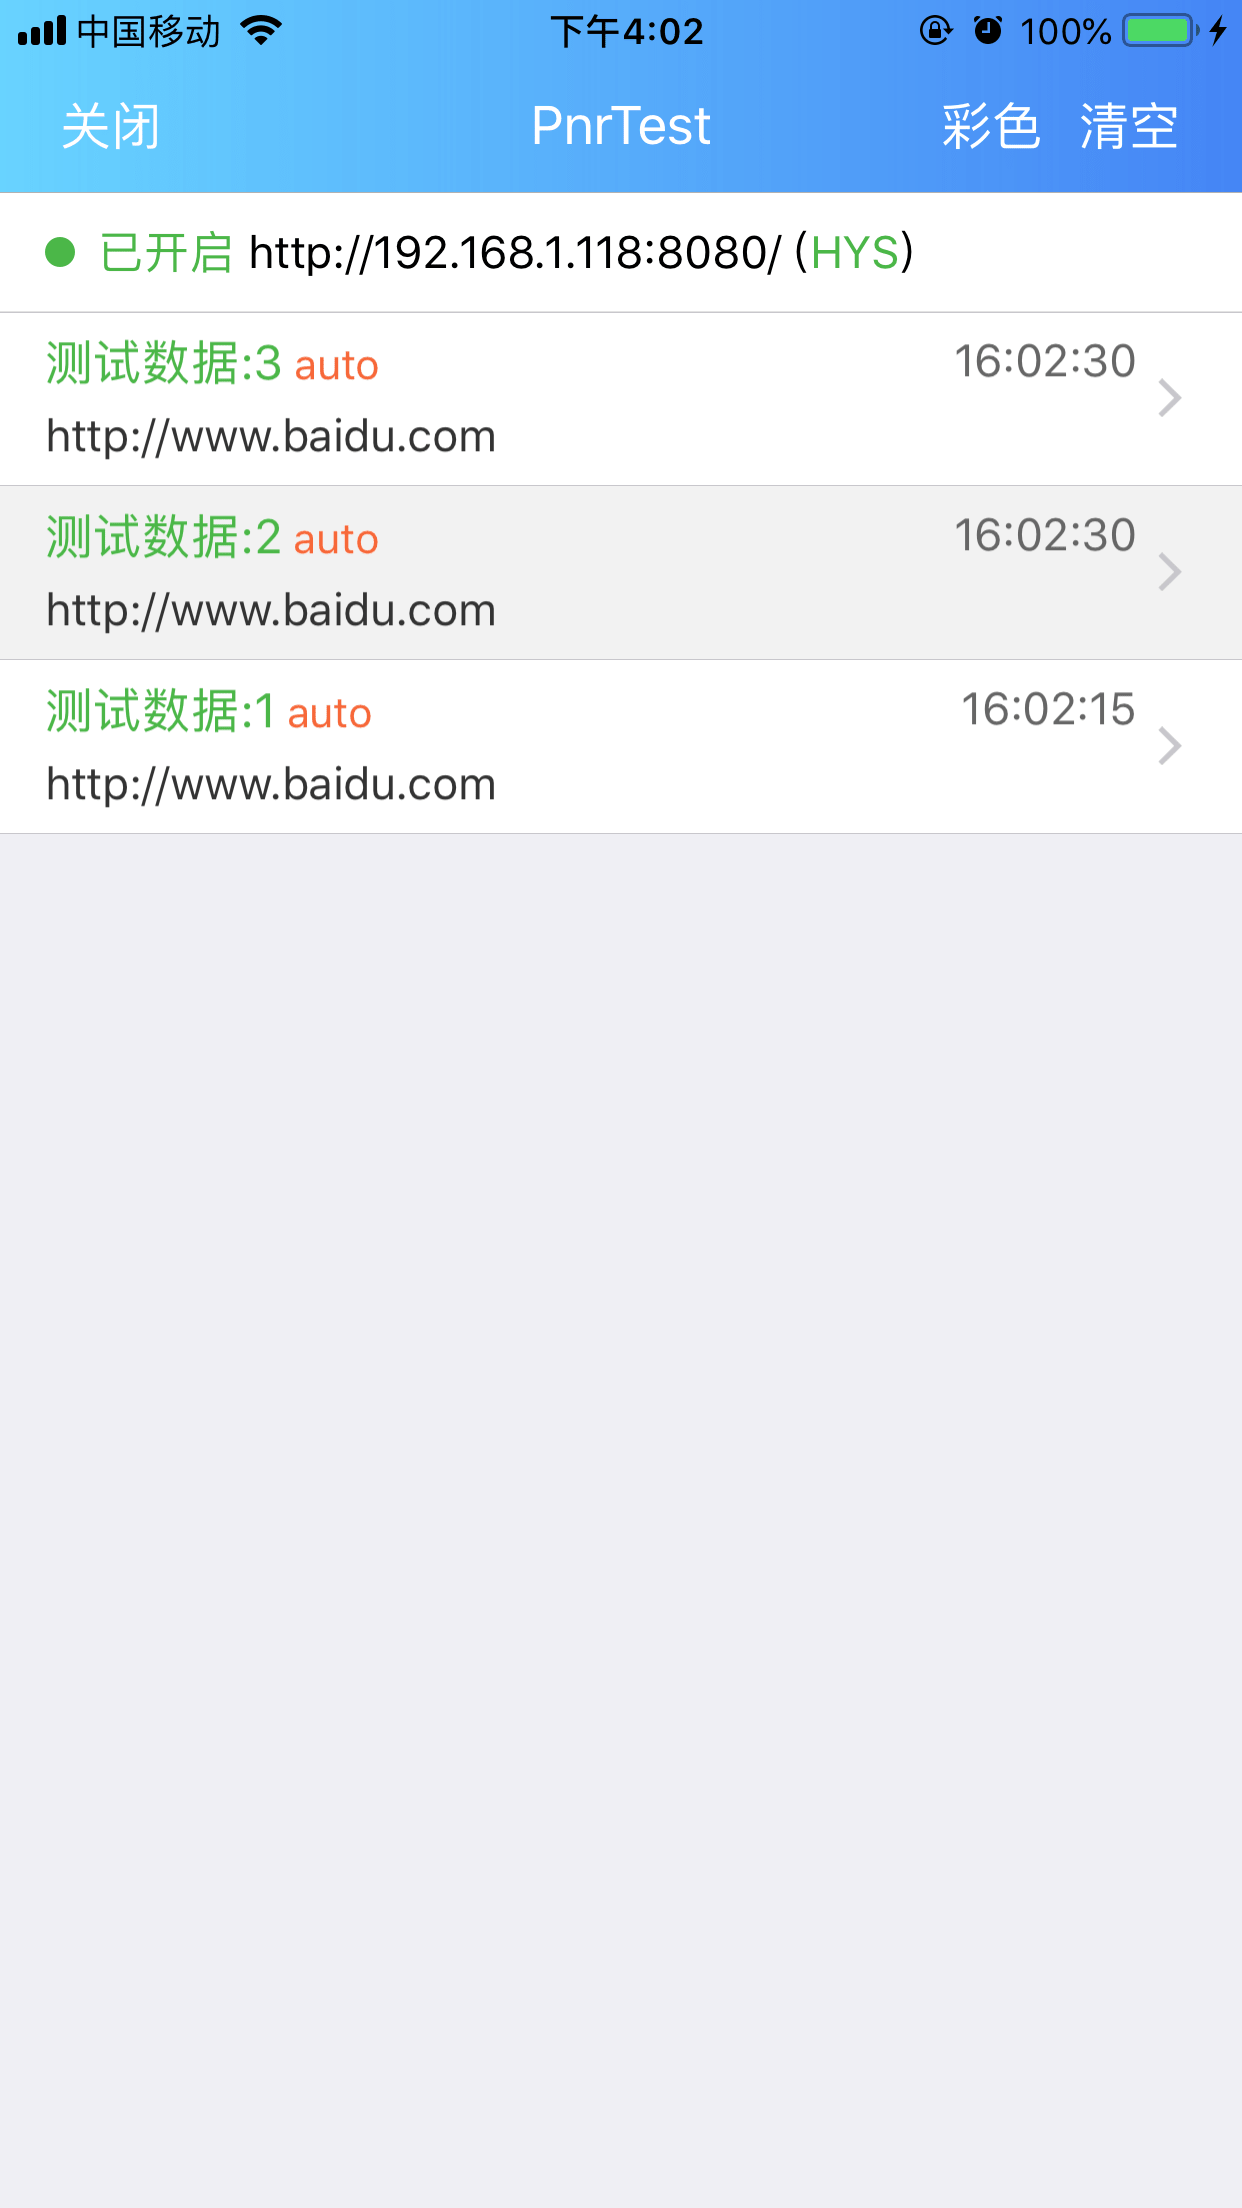 中国移动 下午4:02 100%
关闭 PnrTest 彩色 清空
已开启 http://192.168.1.118:8080/ (HYS)
测试数据:3 auto 16:02:30
http://www.baidu.com
测试数据:2 auto 16:02:30
http://www.baidu.com
测试数据:1 auto 16:02:15
http://www.baidu.com